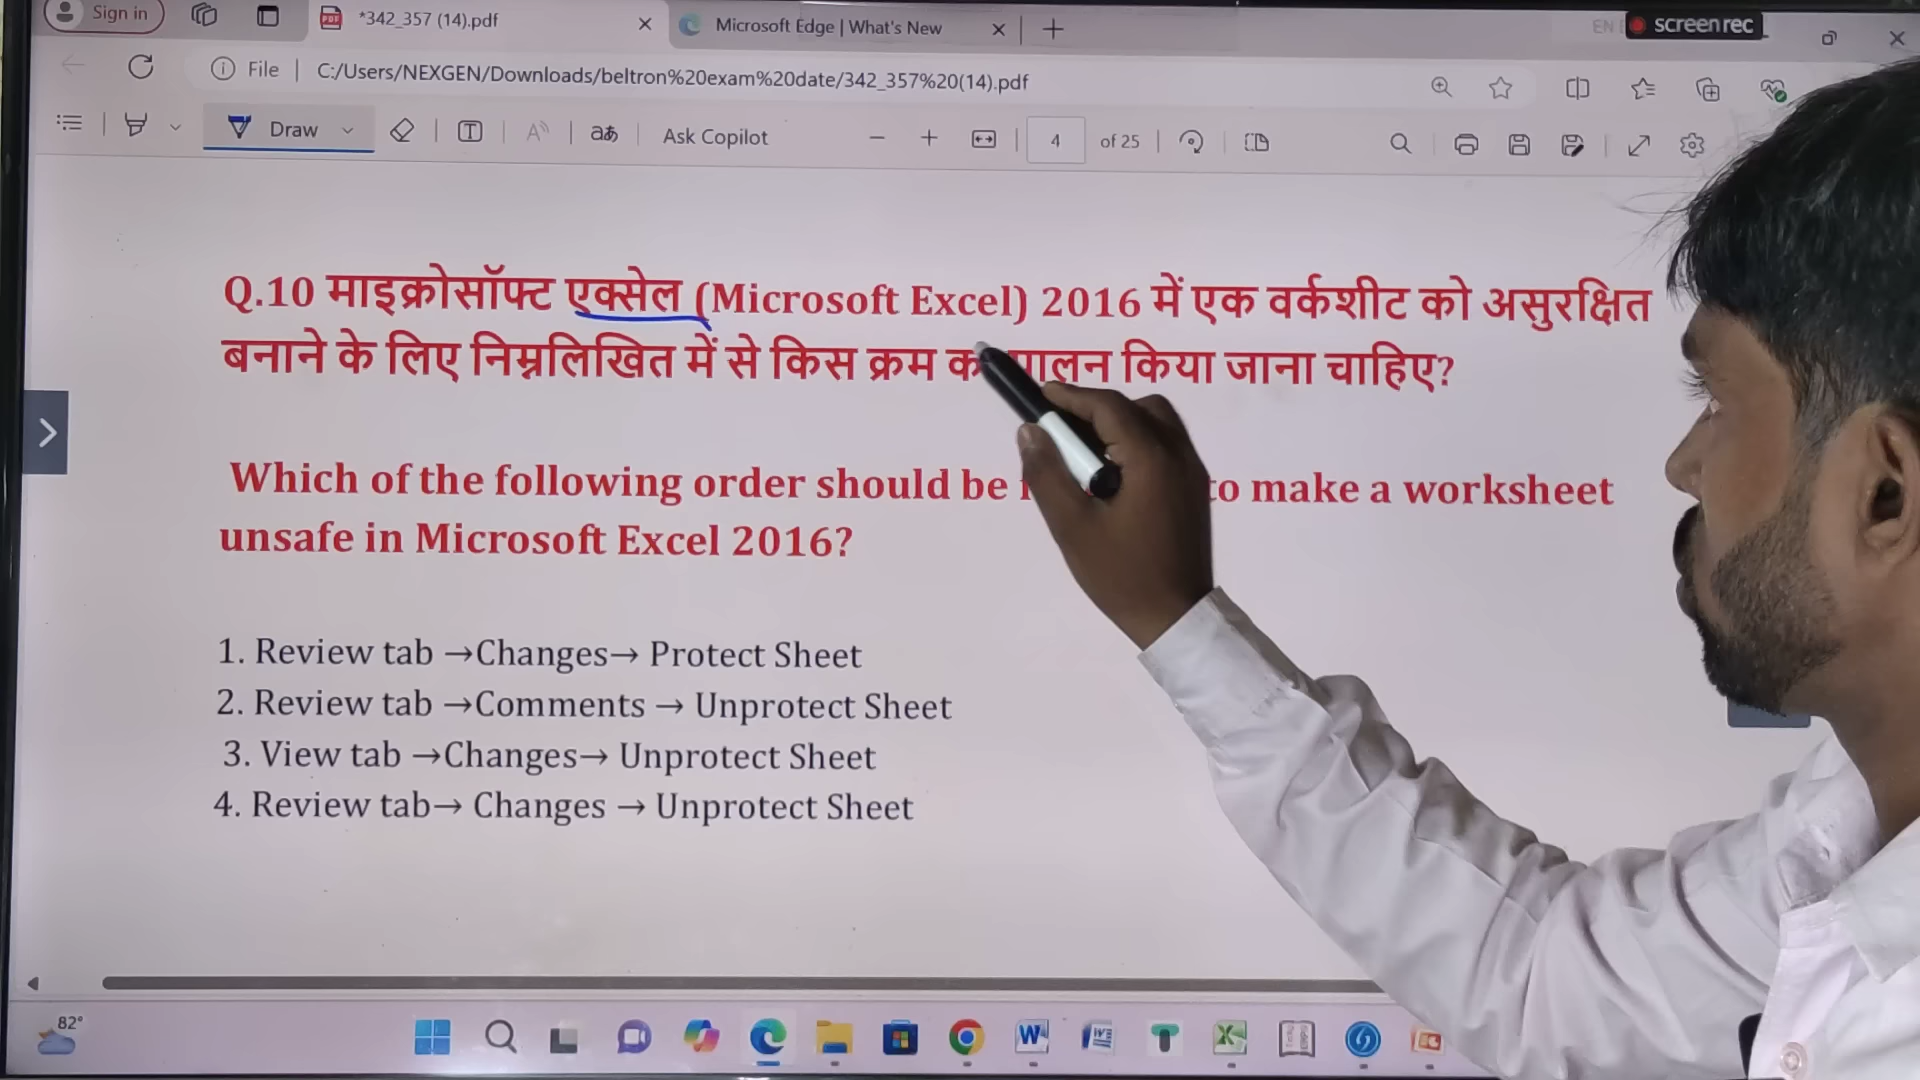 Sign in
*342_357 (14).pdf
Microsoft Edge | What's New
EN
screenrec
File
C:/Users/NEXGEN/Downloads/beltron%20exam%20date/342_357%20(14).pdf
Draw
aあ
Ask Copilot
4
of 25
Q.10 माइक्रोसॉफ्ट एक्सेल (Microsoft Excel) 2016 में एक वर्कशीट को असुरक्षित
बनाने के लिए निम्नलिखित में से किस क्रम किया जाना चाहिए?
Which of the following order should be to make a worksheet
unsafe in Microsoft Excel 2016?
1. Review tab →Changes→ Protect Sheet
2. Review tab →Comments → Unprotect Sheet
3. View tab →Changes→ Unprotect Sheet
4. Review tab→ Changes → Unprotect Sheet
82°